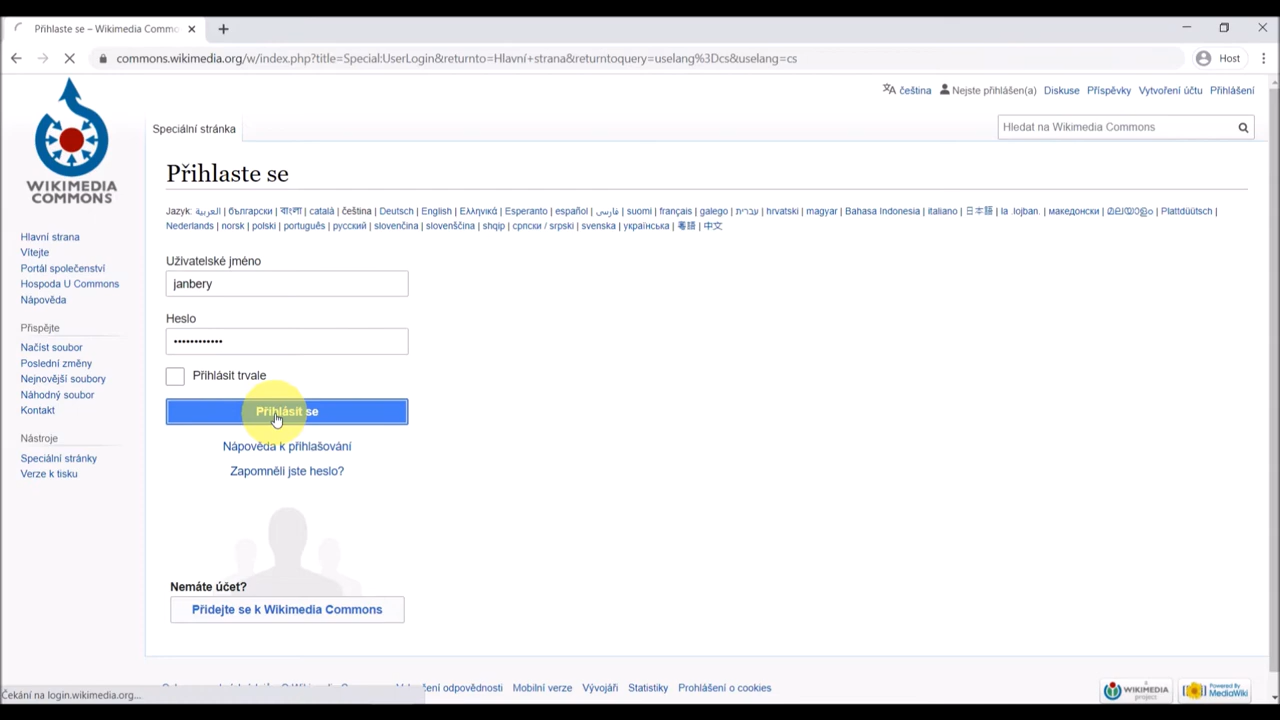 Přihlaste se – Wikimedia Commo
commons.wikimedia.org/w/index.php?title=Special:UserLogin&returnto=Hlavní+strana&returntoquery=uselang%3Dcs&uselang=cs
Host
čeština Nejste přihlášen(a) Diskuse Příspěvky Vytvoření účtu Přihlášení
Speciální stránka
Hledat na Wikimedia Commons
WIKIMEDIA
COMMONS
Přihlaste se
Jazyk: العربية | български | বাংলা | català | čeština | Deutsch | English | Ελληνικά | Esperanto | español | فارسی | suomi | français | galego | עברית | hrvatski | magyar | Bahasa Indonesia | italiano | 日本語 | la .lojban. | македонски | മലയാളം | Plattdüütsch |
Nederlands | norsk | polski | português | русский | slovenčina | slovenščina | shqip | српски / srpski | svenska | українська | 粵語 | 中文
Hlavní strana
Vítejte
Portál společenství
Hospoda U Commons
Nápověda
Přispějte
Načíst soubor
Poslední změny
Nejnovější soubory
Náhodný soubor
Kontakt
Nástroje
Speciální stránky
Verze k tisku
Uživatelské jméno
janbery
Heslo
••••••••••••
Přihlásit trvale
Přihlásit se
Nápověda k přihlašování
Zapomněli jste heslo?
Nemáte účet?
Přidejte se k Wikimedia Commons
odpovědnosti Mobilní verze Vývojáři Statistiky Prohlášení o cookies
Čekání na login.wikimedia.org...
A
WIKIMEDIA
project
Powered By
MediaWiki